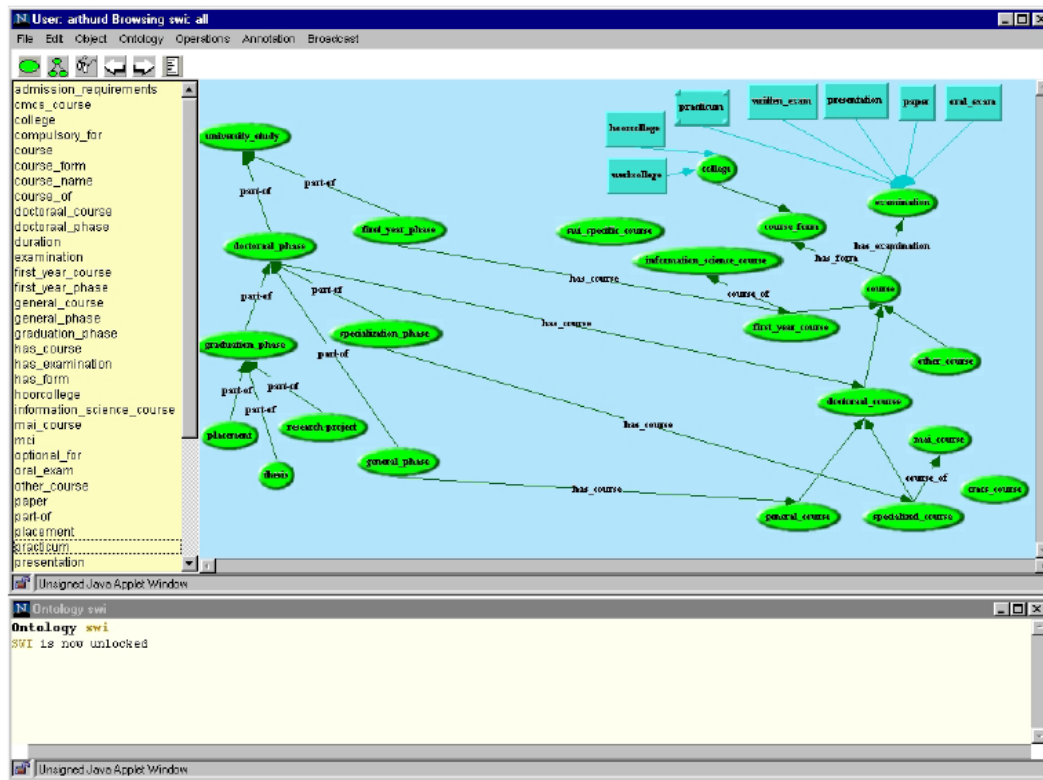 User: arthurd Browsing swi: all
File Edit Object Ontology Operations Annotation Broadcast
admission_requirements
cmcs_course
college
compulsory_for
course
course_form
course_name
course_of
doctoraal_course
doctoraal_phase
duration
examination
first_year_course
first_year_phase
general_course
general_phase
graduation_phase
has_course
has_examination
has_form
hoorcollege
information_science_course
mai_course
mci
optional_for
oral_exam
other_course
paper
part-of
placement
practicum
presentation
practicum
written_exam
presentation
paper
oral_exam
hoorcollege
werkcollege
college
examination
university_study
part-of
part-of
first_year_phase
swi_specific_course
course_form
has_examination
doctoraal_phase
information_science_course
has_form
has_course
part-of
part-of
course_of
course
graduation_phase
specialization_phase
has_course
first_year_course
part-of
other_course
part-of
part-of
part-of
doctoraal_course
placement
research-project
has_course
mai_course
thesis
general_phase
course_of
has_course
cmcs_course
general_course
specialized_course
Unsigned Java Applet Window
Ontology swi
Ontology swi
SWI is now unlocked
Unsigned Java Applet Window